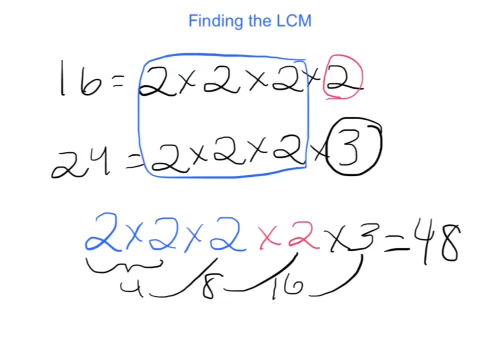 Finding the LCM
16 = 2 × 2 × 2 × 2
24 = 2 × 2 × 2 × 3
2 × 2 × 2 × 2 × 3 = 48
4 8 16